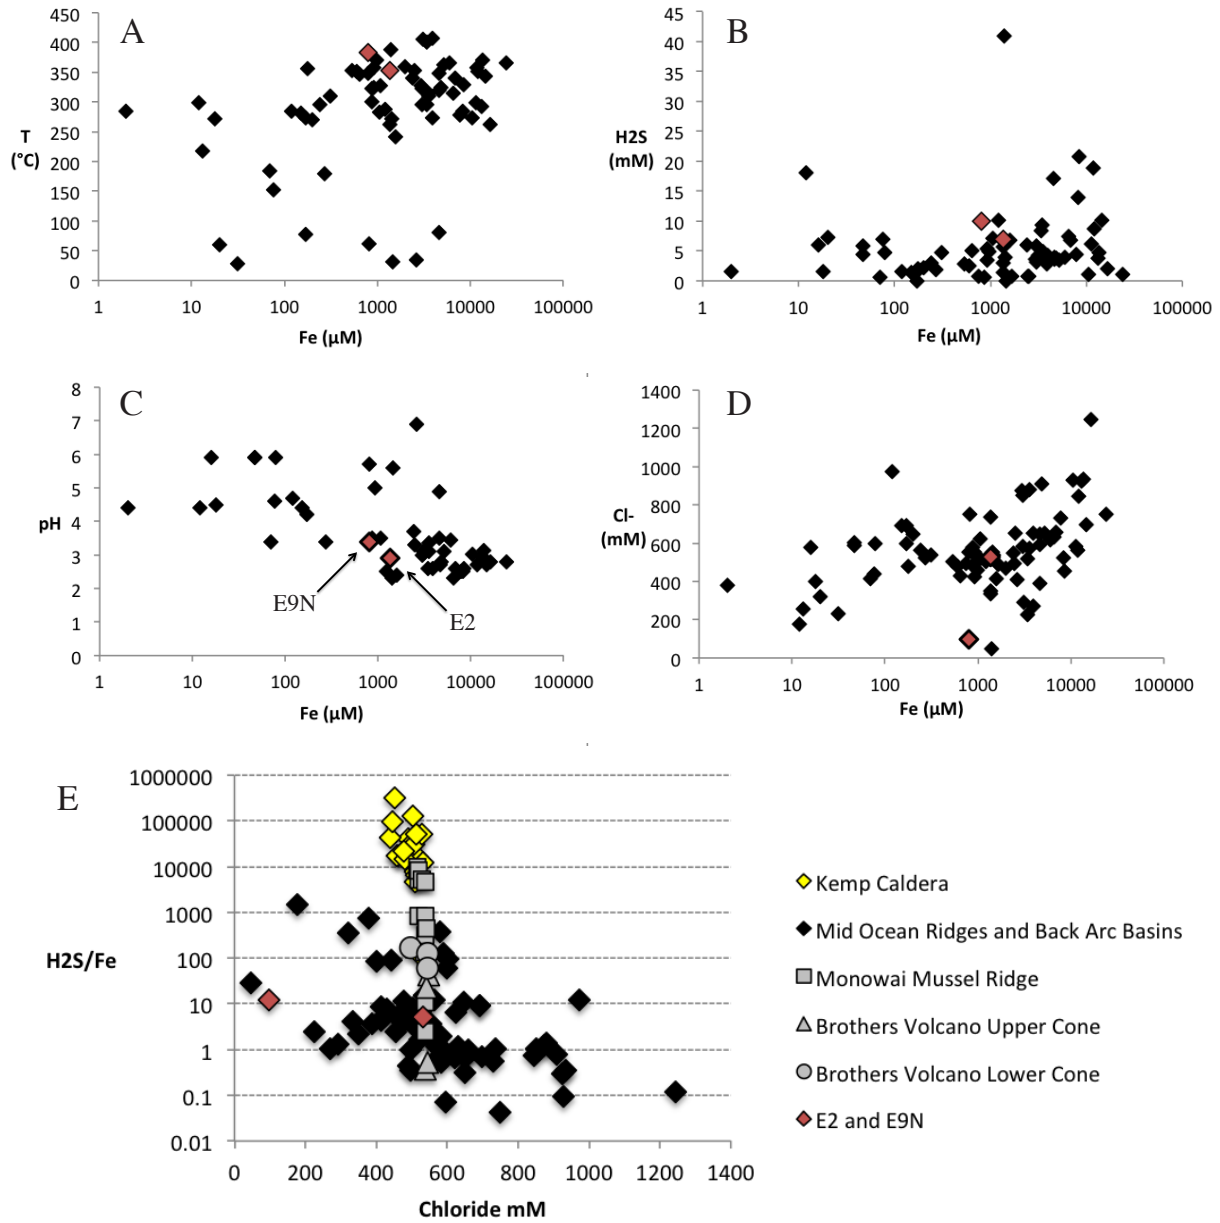 A
450
400
350
300
250
200
150
100
50
0
T
(°C)
1 10 100 1000 10000 100000
Fe (µM)
B
45
40
35
30
25
20
15
10
5
0
H2S
(mM)
1 10 100 1000 10000 100000
Fe (µM)
C
8
7
6
5
4
3
2
1
0
pH
E9N
E2
1 10 100 1000 10000 100000
Fe (µM)
D
1400
1200
1000
800
600
400
200
0
Cl-
(mM)
1 10 100 1000 10000 100000
Fe (µM)
E
1000000
100000
10000
1000
100
10
1
0.1
0.01
H2S/Fe
0 200 400 600 800 1000 1200 1400
Chloride mM
Kemp Caldera
Mid Ocean Ridges and Back Arc Basins
Monowai Mussel Ridge
Brothers Volcano Upper Cone
Brothers Volcano Lower Cone
E2 and E9N